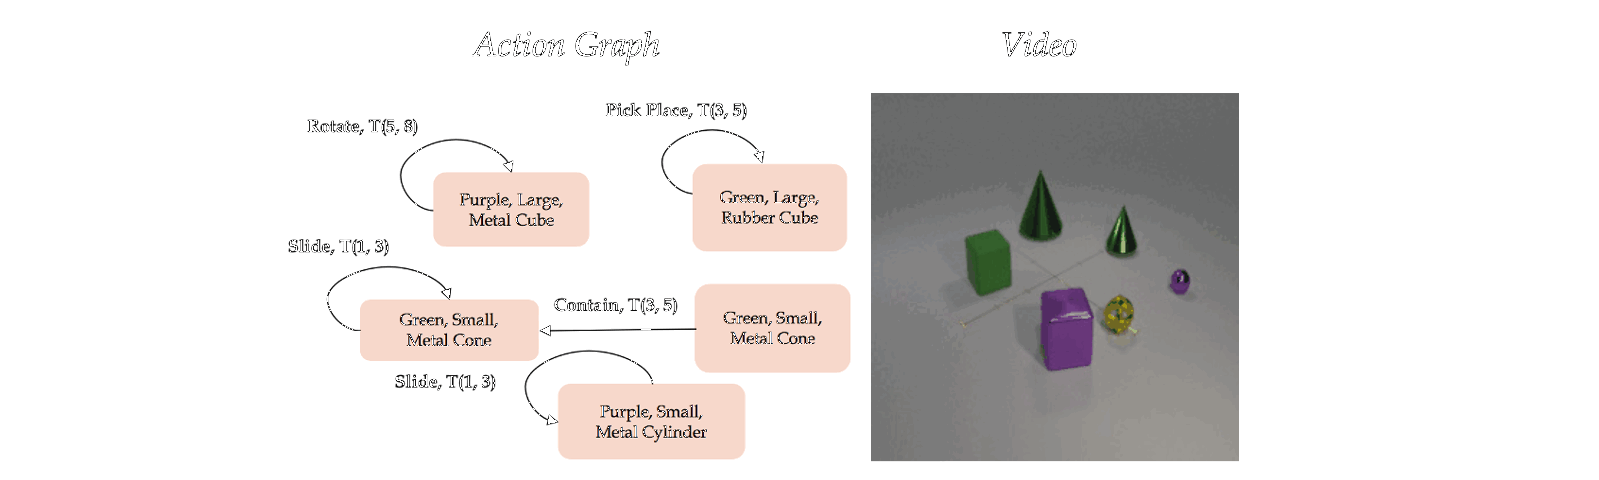 Action Graph
Video
Pick Place, T(3, 5)
Rotate, T(5, 8)
Purple, Large,
Metal Cube
Green, Large,
Rubber Cube
Slide, T(1, 3)
Contain, T(3, 5)
Green, Small,
Metal Cone
Green, Small,
Metal Cone
Slide, T(1, 3)
Purple, Small,
Metal Cylinder